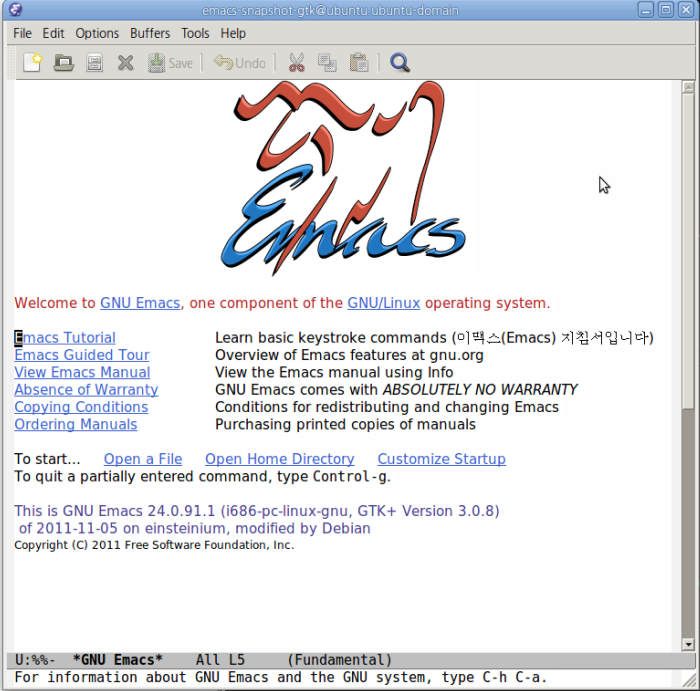 emacs-snapshot-gtk@ubuntu-ubuntu-domain
File Edit Options Buffers Tools Help
Save Undo
Emacs
Welcome to GNU Emacs, one component of the GNU/Linux operating system.
Emacs Tutorial Learn basic keystroke commands (이맥스(Emacs) 지침서입니다)
Emacs Guided Tour Overview of Emacs features at gnu.org
View Emacs Manual View the Emacs manual using Info
Absence of Warranty GNU Emacs comes with ABSOLUTELY NO WARRANTY
Copying Conditions Conditions for redistributing and changing Emacs
Ordering Manuals Purchasing printed copies of manuals
To start... Open a File Open Home Directory Customize Startup
To quit a partially entered command, type Control-g.
This is GNU Emacs 24.0.91.1 (i686-pc-linux-gnu, GTK+ Version 3.0.8)
of 2011-11-05 on einsteinium, modified by Debian
Copyright (C) 2011 Free Software Foundation, Inc.
U:%%- *GNU Emacs* All L5 (Fundamental)
For information about GNU Emacs and the GNU system, type C-h C-a.